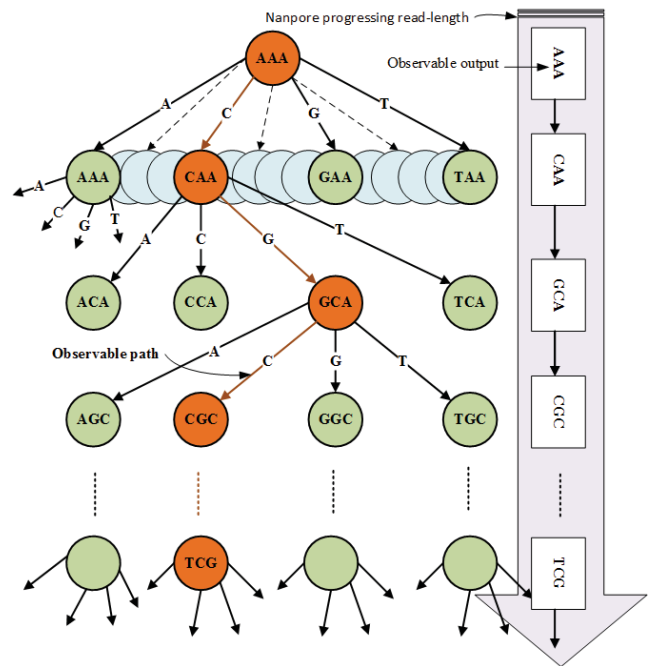 Nanpore progressing read-length
Observable output
AAA
AAA
A
C
G
T
AAA
CAA
GAA
TAA
CAA
A
C
G
T
A
C
G
T
ACA
CCA
GCA
TCA
GCA
Observable path
A
C
G
T
AGC
CGC
GGC
TGC
CGC
TCG
TCG